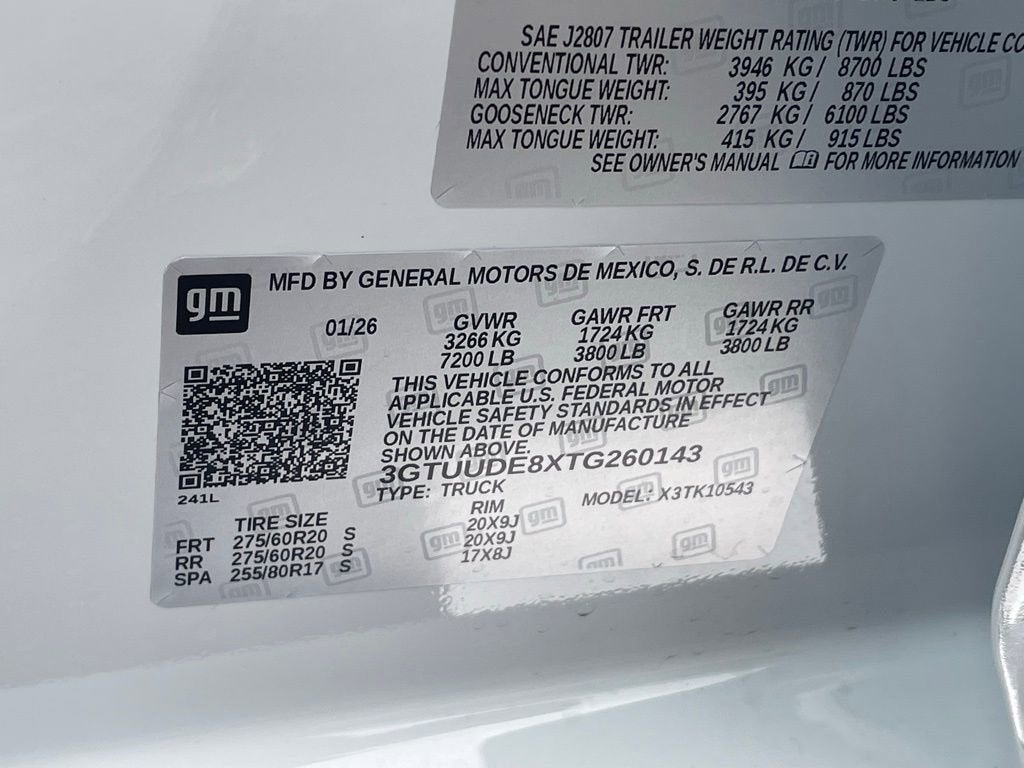 SAE J2807 TRAILER WEIGHT RATING (TWR) FOR VEHICLE CO
CONVENTIONAL TWR: 3946 KG / 8700 LBS
MAX TONGUE WEIGHT: 395 KG / 870 LBS
GOOSENECK TWR: 2767 KG / 6100 LBS
MAX TONGUE WEIGHT: 415 KG / 915 LBS
SEE OWNER'S MANUAL FOR MORE INFORMATION
gm
MFD BY GENERAL MOTORS DE MEXICO, S. DE R.L. DE C.V.
01/26 GVWR GAWR FRT GAWR RR
3266 KG 1724 KG 1724 KG
7200 LB 3800 LB 3800 LB
THIS VEHICLE CONFORMS TO ALL
APPLICABLE U.S. FEDERAL MOTOR
VEHICLE SAFETY STANDARDS IN EFFECT
ON THE DATE OF MANUFACTURE
SHOWN ABOVE.
3GTUUDE8XTG260143
241L
TYPE: TRUCK MODEL: X3TK10543
TIRE SIZE RIM
FRT 275/60R20 S 20X9J
RR 275/60R20 S 20X9J
SPA 255/80R17 S 17X8J